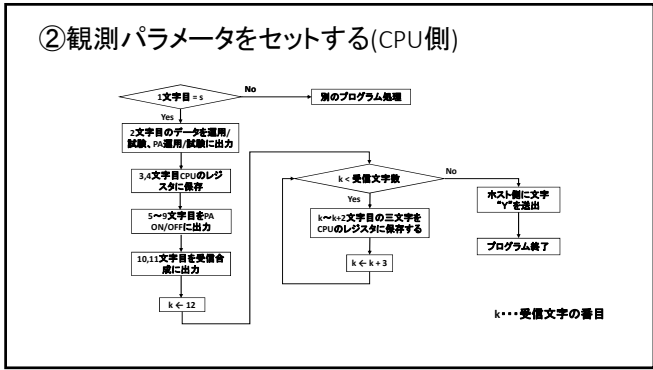 ②観測パラメータをセットする(CPU側)
1文字目 = s
No
別のプログラム処理
Yes
2文字目のデータを運用/
試験、PA運用/試験に出力
3,4文字目CPUのレジ
スタに保存
5～9文字目をPA
ON/OFFに出力
10,11文字目を受信合
成に出力
k ← 12
k < 受信文字数
No
Yes
k～k+2文字目の三文字を
CPUのレジスタに保存する
k ← k + 3
ホスト側に文字
“Y”を送出
プログラム終了
k・・・受信文字の番目